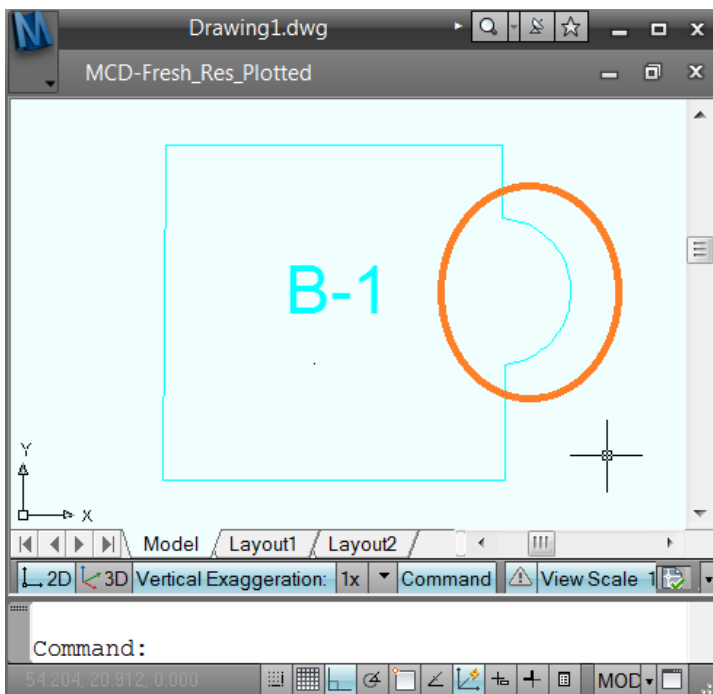 Drawing1.dwg
MCD-Fresh_Res_Plotted
B-1
Y
X
Model Layout1 Layout2
2D 3D Vertical Exaggeration: 1x Command View Scale 1
Command:
54.204, 20.912, 0.000 MOD